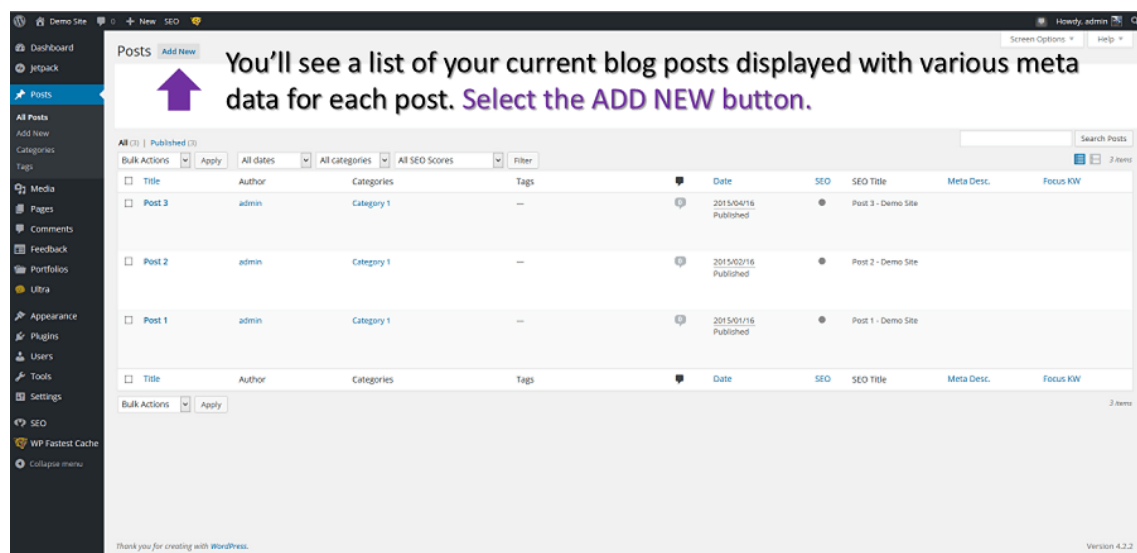 Demo Site 0 + New SEO Howdy, admin
Screen Options Help
Posts Add New
You'll see a list of your current blog posts displayed with various meta
data for each post. Select the ADD NEW button.
Dashboard
Jetpack
Posts
All Posts
Add New
Categories
Tags
Media
Pages
Comments
Feedback
Portfolios
Ultra
Appearance
Plugins
Users
Tools
Settings
SEO
WP Fastest Cache
Collapse menu
All (3) | Published (3)
Search Posts
Bulk Actions Apply All dates All categories All SEO Scores Filter 3 items
Title Author Categories Tags Date SEO SEO Title Meta Desc. Focus KW
Post 3 admin Category 1 — 0 2015/04/16 Post 3 - Demo Site
Published
Post 2 admin Category 1 — 0 2015/02/16 Post 2 - Demo Site
Published
Post 1 admin Category 1 — 0 2015/01/16 Post 1 - Demo Site
Published
Title Author Categories Tags Date SEO SEO Title Meta Desc. Focus KW
Bulk Actions Apply 3 items
Thank you for creating with WordPress. Version 4.2.2